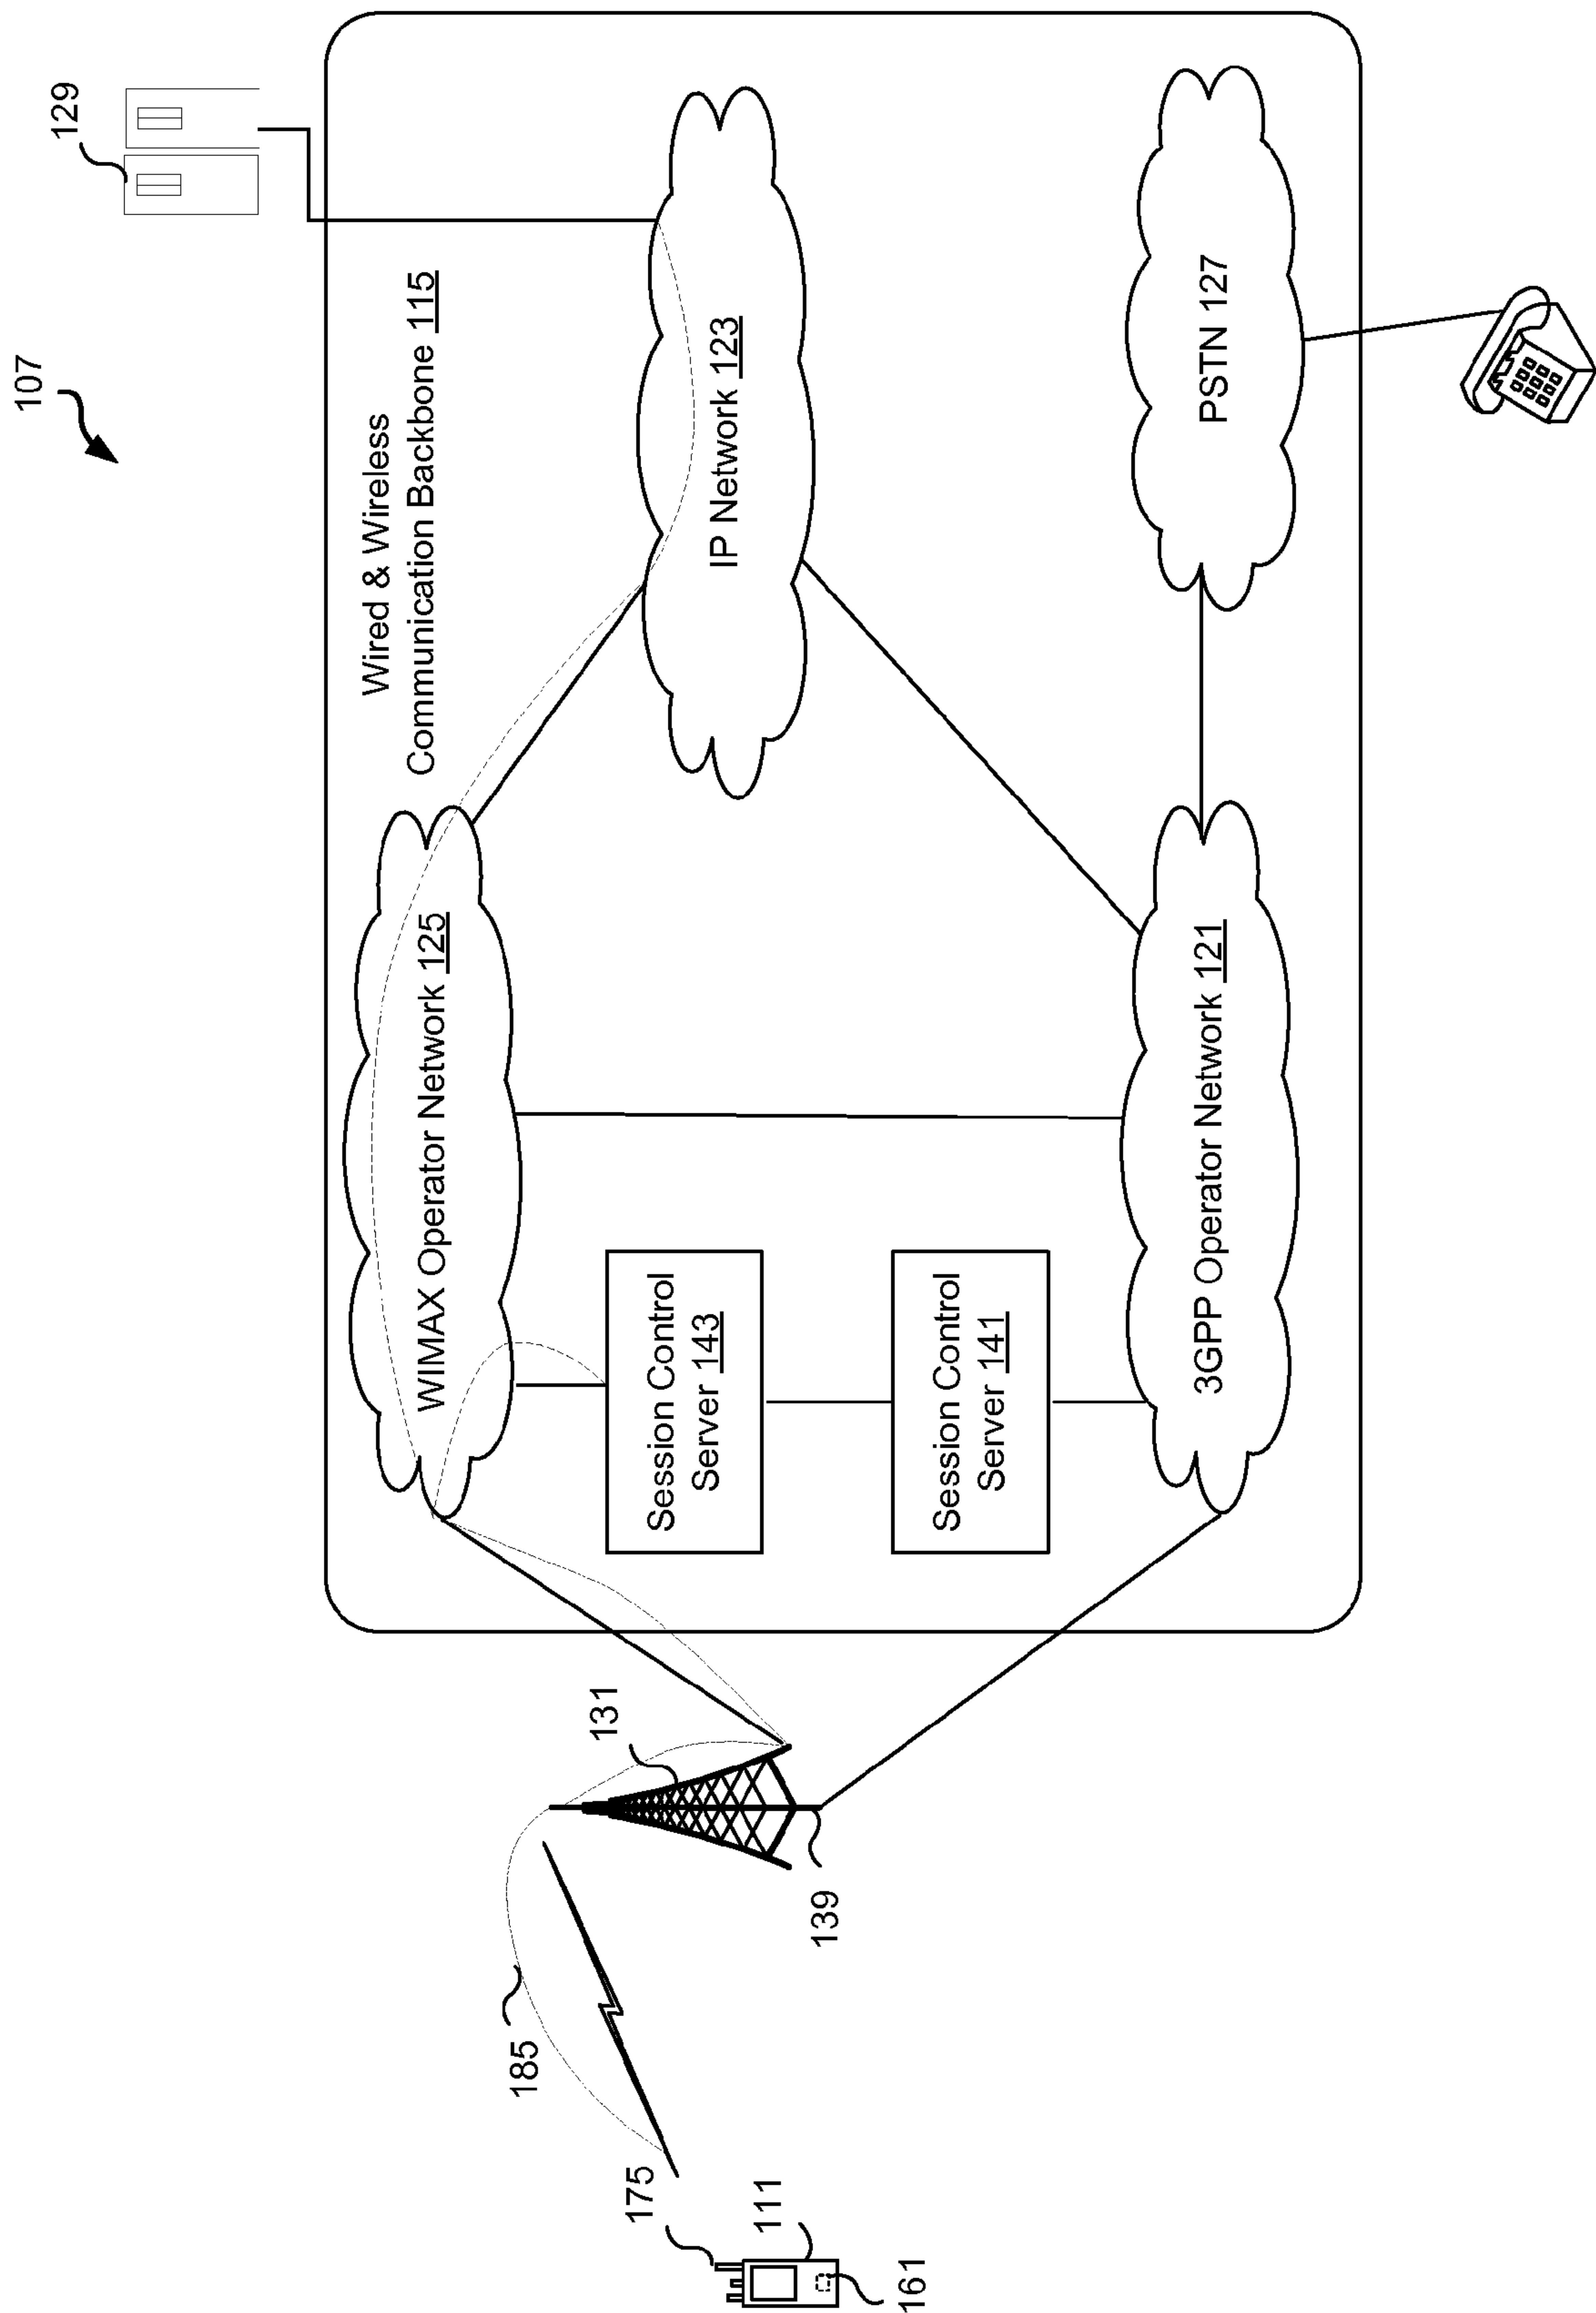 107
129
Wired & Wireless
Communication Backbone 115
WIMAX Operator Network 125
IP Network 123
Session Control
Server 143
Session Control
Server 141
3GPP Operator Network 121
PSTN 127
131
139
185
175
111
161